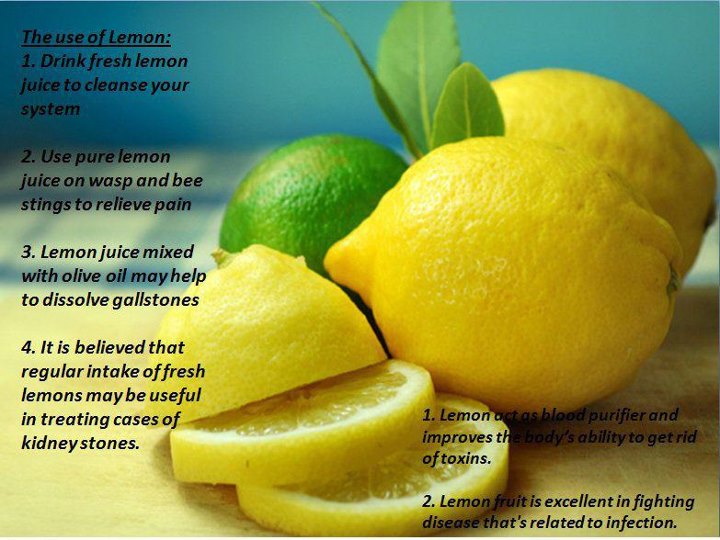 The use of Lemon:
1. Drink fresh lemon
juice to cleanse your
system
2. Use pure lemon
juice on wasp and bee
stings to relieve pain
3. Lemon juice mixed
with olive oil may help
to dissolve gallstones
4. It is believed that
regular intake of fresh
lemons may be useful
in treating cases of
kidney stones.
1. Lemon act as blood purifier and
improves the body's ability to get rid
of toxins.
2. Lemon fruit is excellent in fighting
disease that's related to infection.